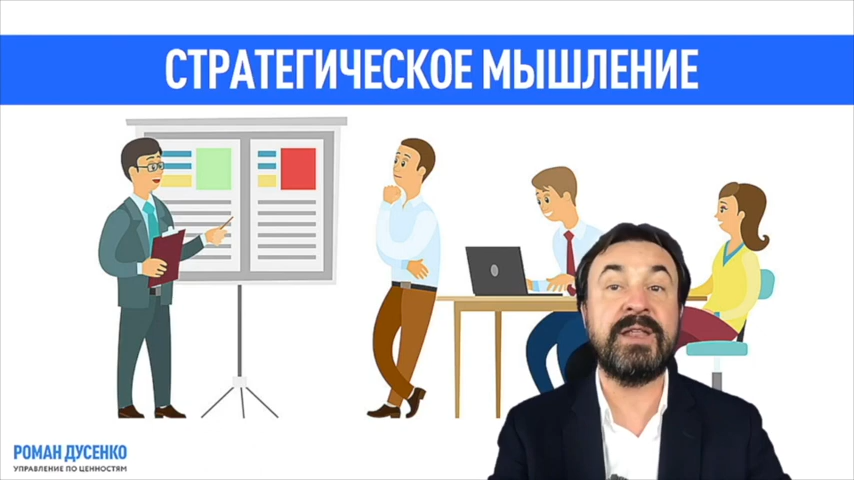 СТРАТЕГИЧЕСКОЕ МЫШЛЕНИЕ
РОМАН ДУСЕНКО
УПРАВЛЕНИЕ ПО ЦЕННОСТЯМ